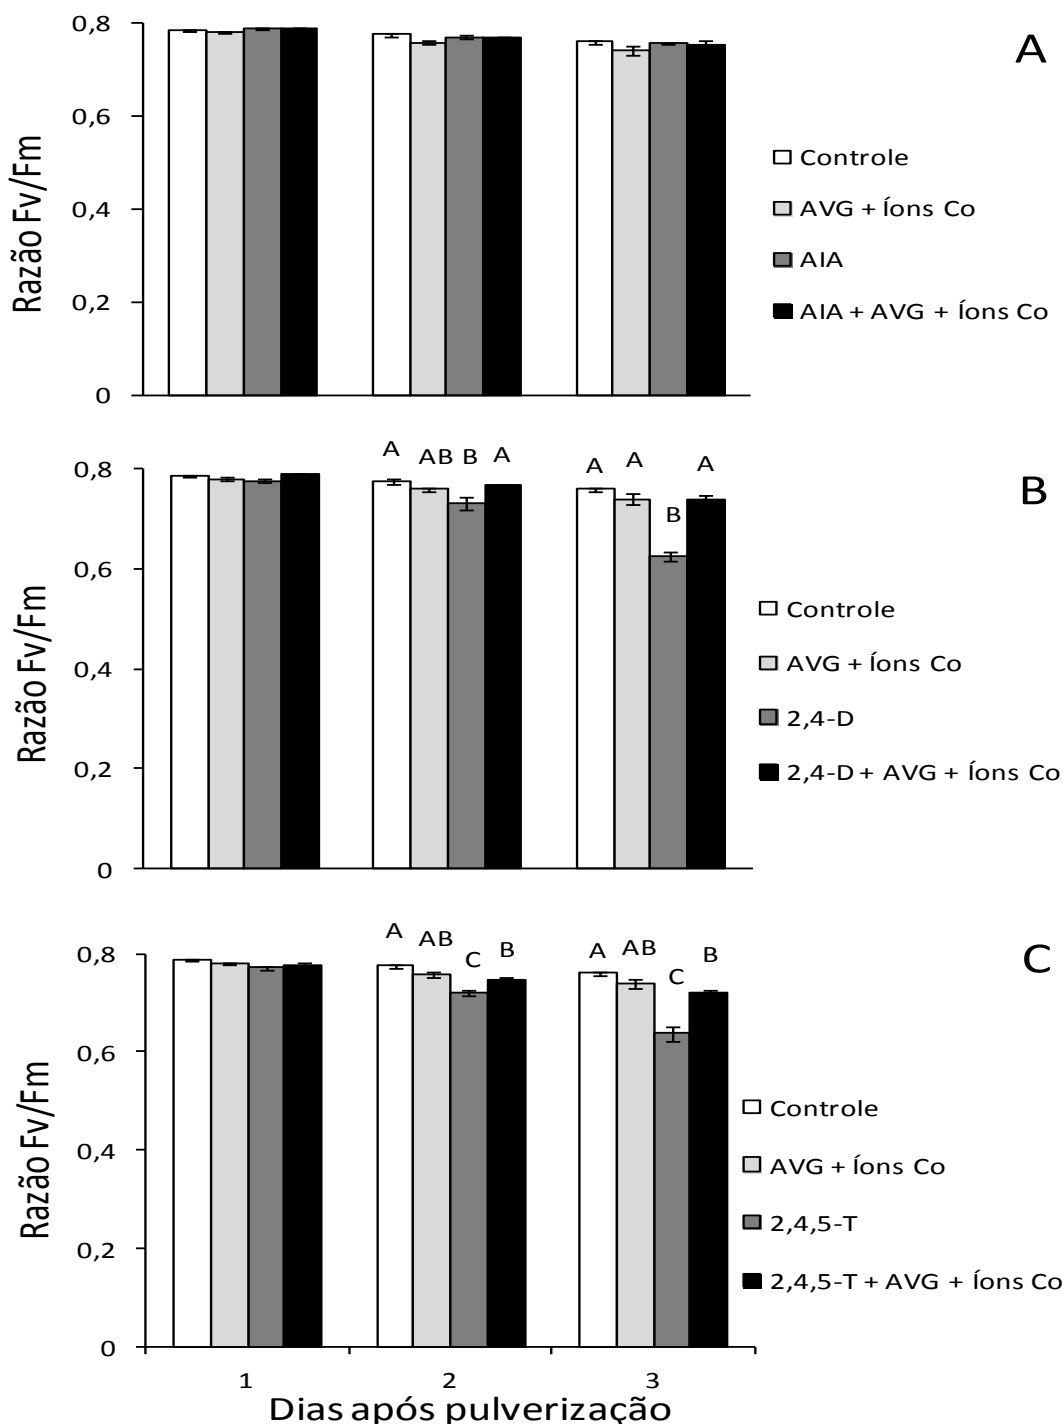 0,8
0,6
0,4
0,2
0
Razão Fv/Fm
A
Controle
AVG + Íons Co
AIA
AIA + AVG + Íons Co
0,8
0,6
0,4
0,2
0
Razão Fv/Fm
A AB B A A A B A
B
Controle
AVG + Íons Co
2,4-D
2,4-D + AVG + Íons Co
0,8
0,6
0,4
0,2
0
Razão Fv/Fm
A AB C B A AB C B
C
Controle
AVG + Íons Co
2,4,5-T
2,4,5-T + AVG + Íons Co
1 2 3
Dias após pulverização